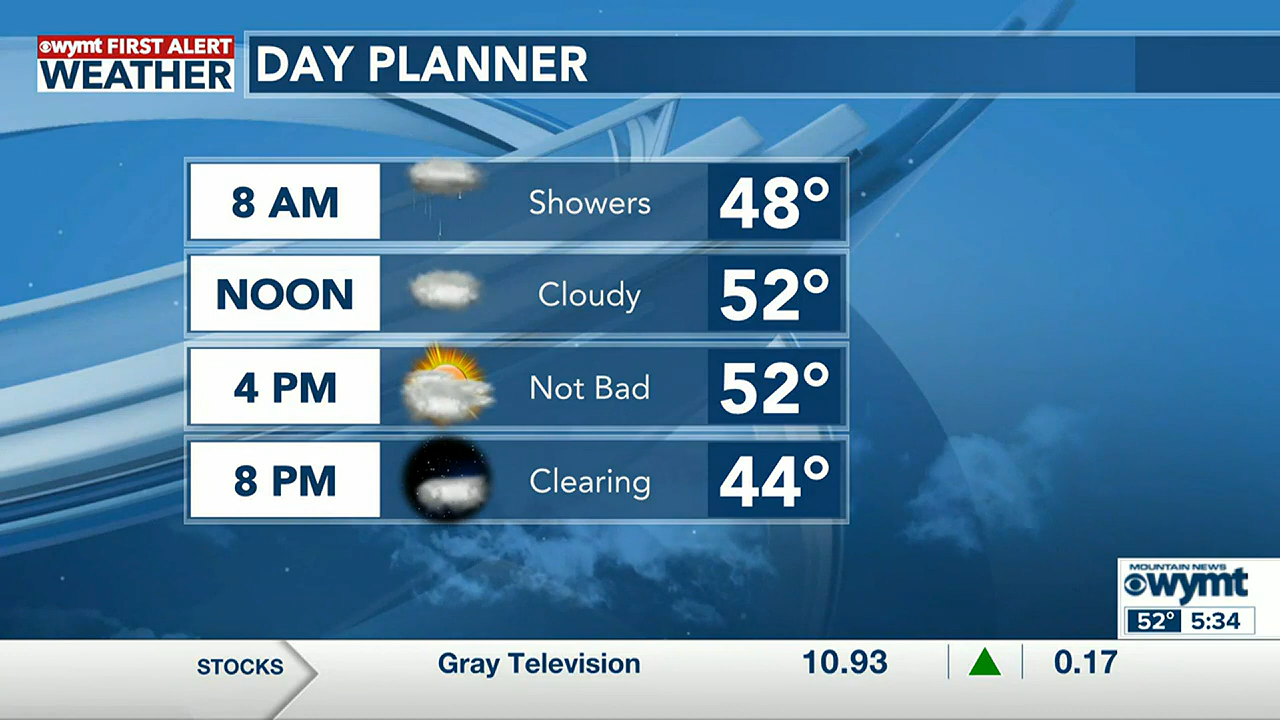 wymt FIRST ALERT
WEATHER
DAY PLANNER
8 AM Showers 48°
NOON Cloudy 52°
4 PM Not Bad 52°
8 PM Clearing 44°
MOUNTAIN NEWS
wymt
52° 5:34
STOCKS Gray Television 10.93 0.17